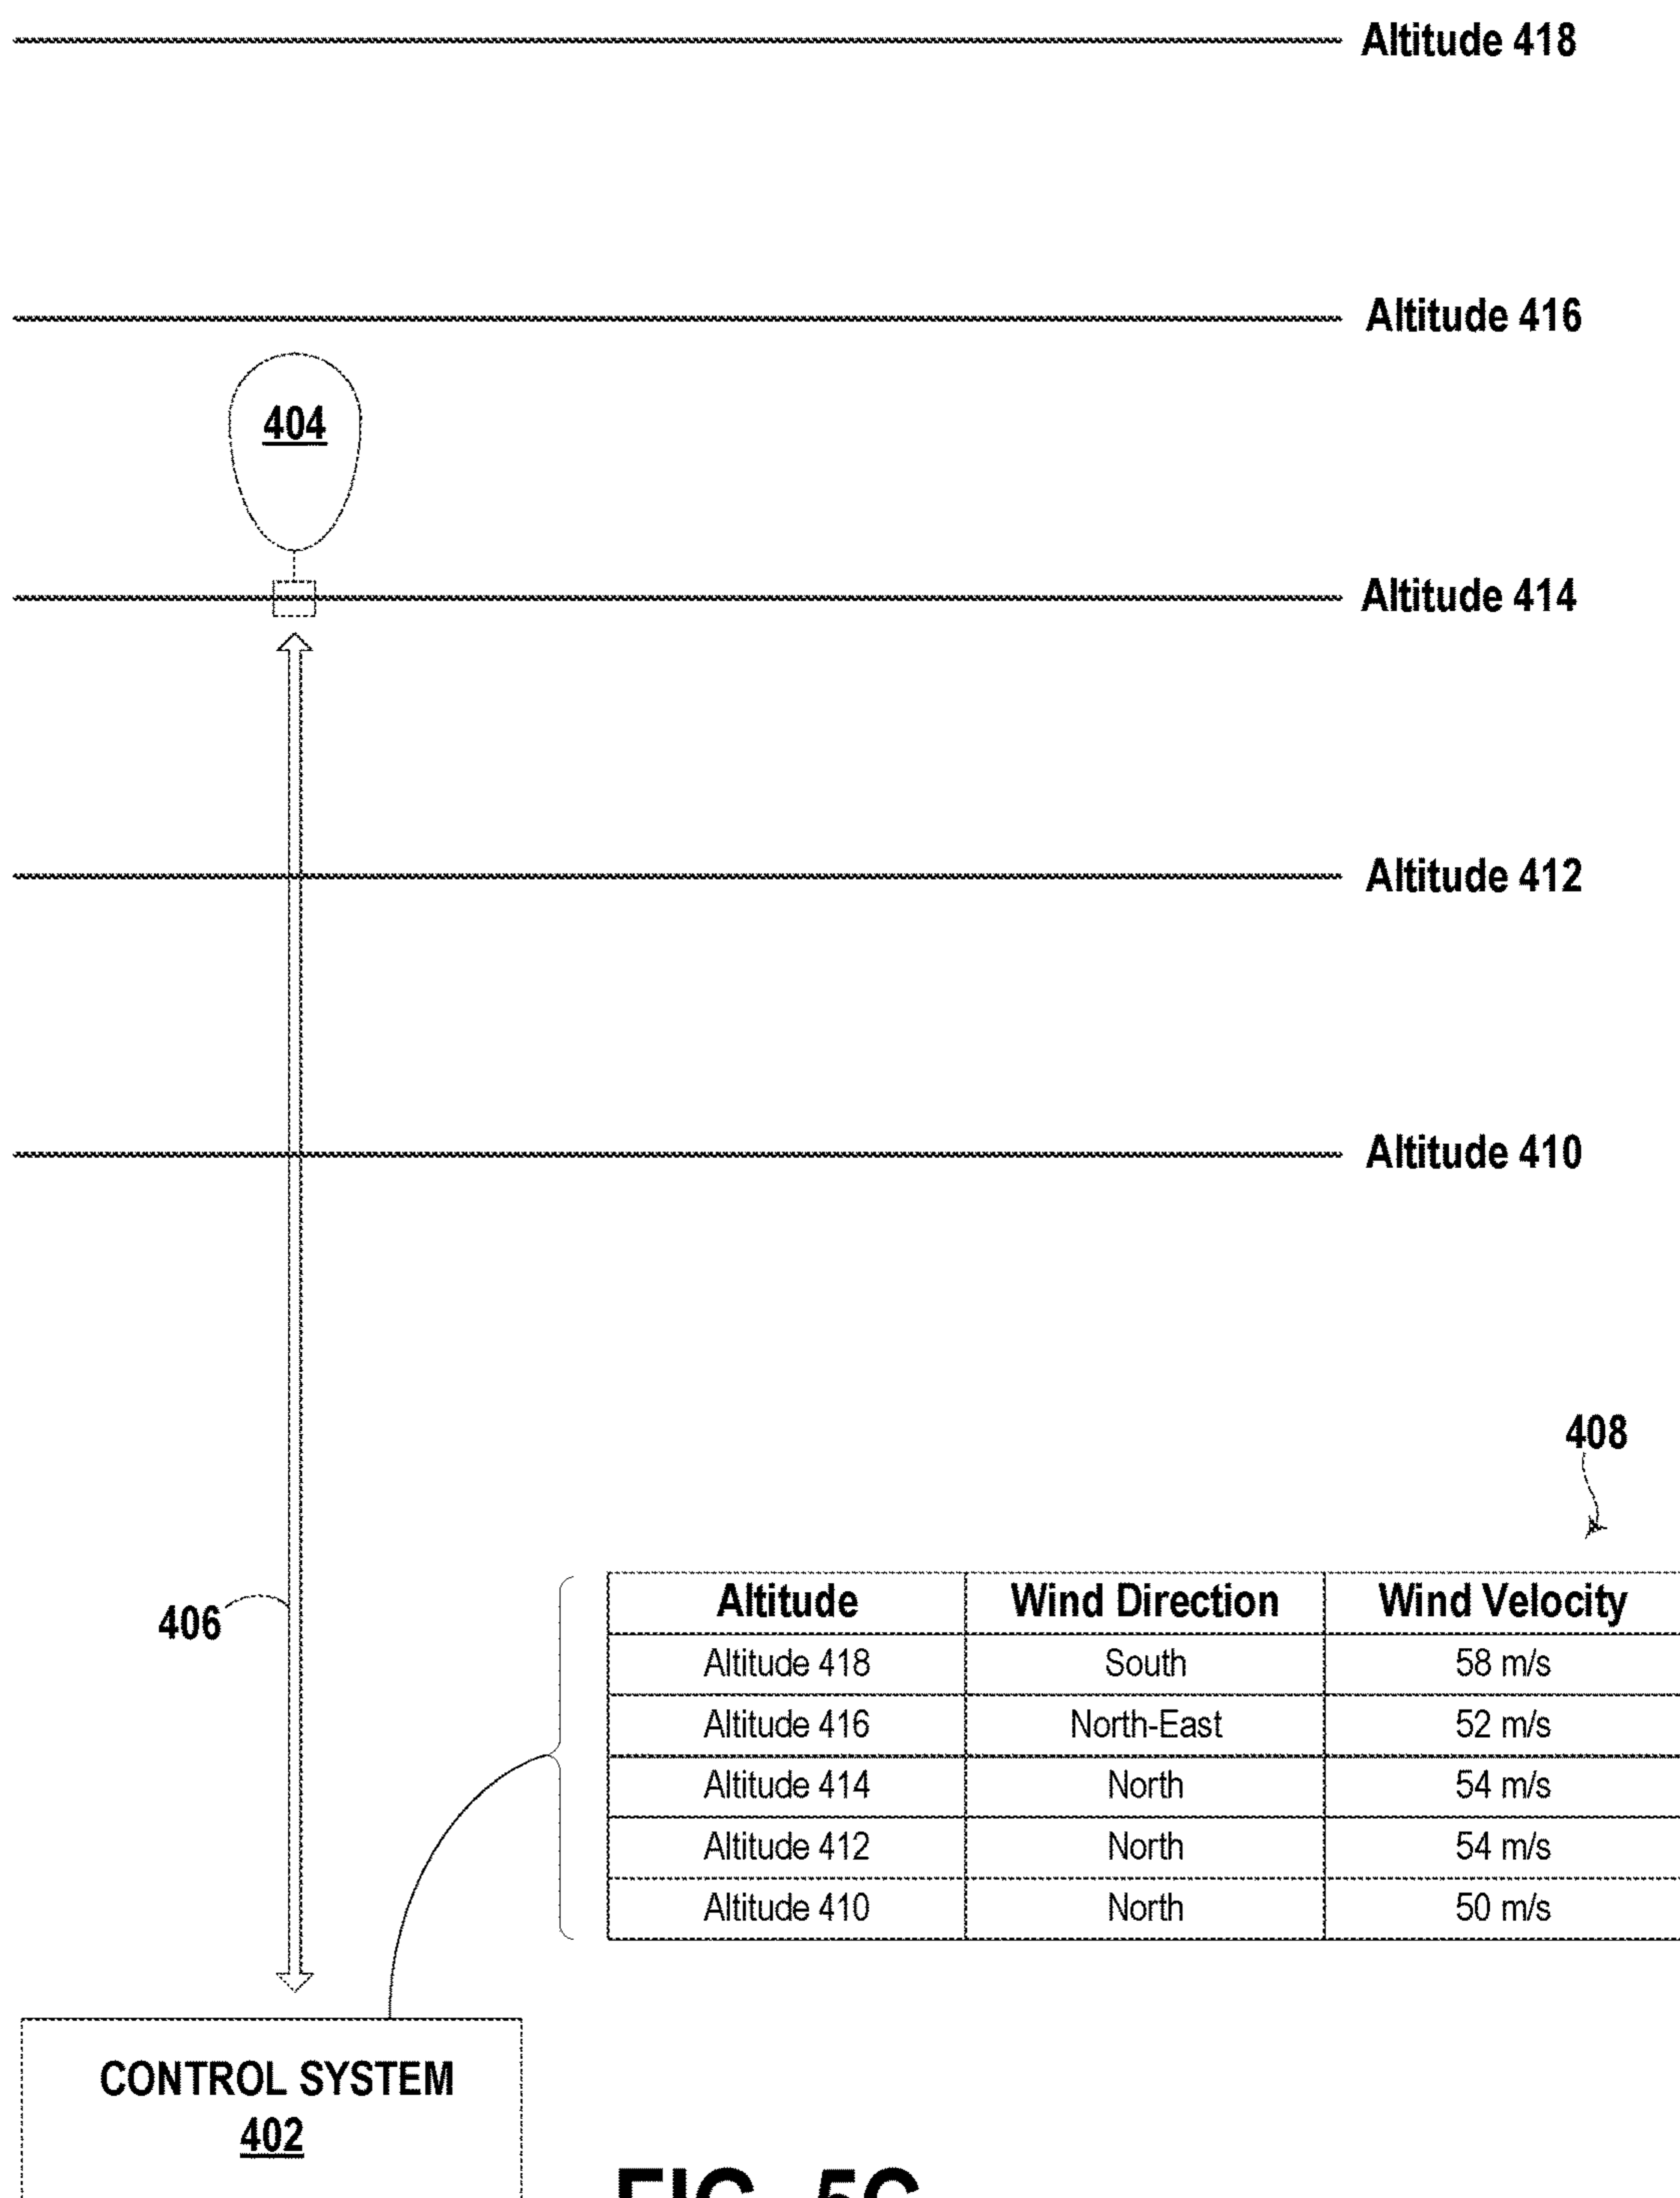 Altitude 418
Altitude 416
404
Altitude 414
Altitude 412
Altitude 410
408
406
Altitude Wind Direction Wind Velocity
Altitude 418 South 58 m/s
Altitude 416 North-East 52 m/s
Altitude 414 North 54 m/s
Altitude 412 North 54 m/s
Altitude 410 North 50 m/s
CONTROL SYSTEM
402
FIG. 5C